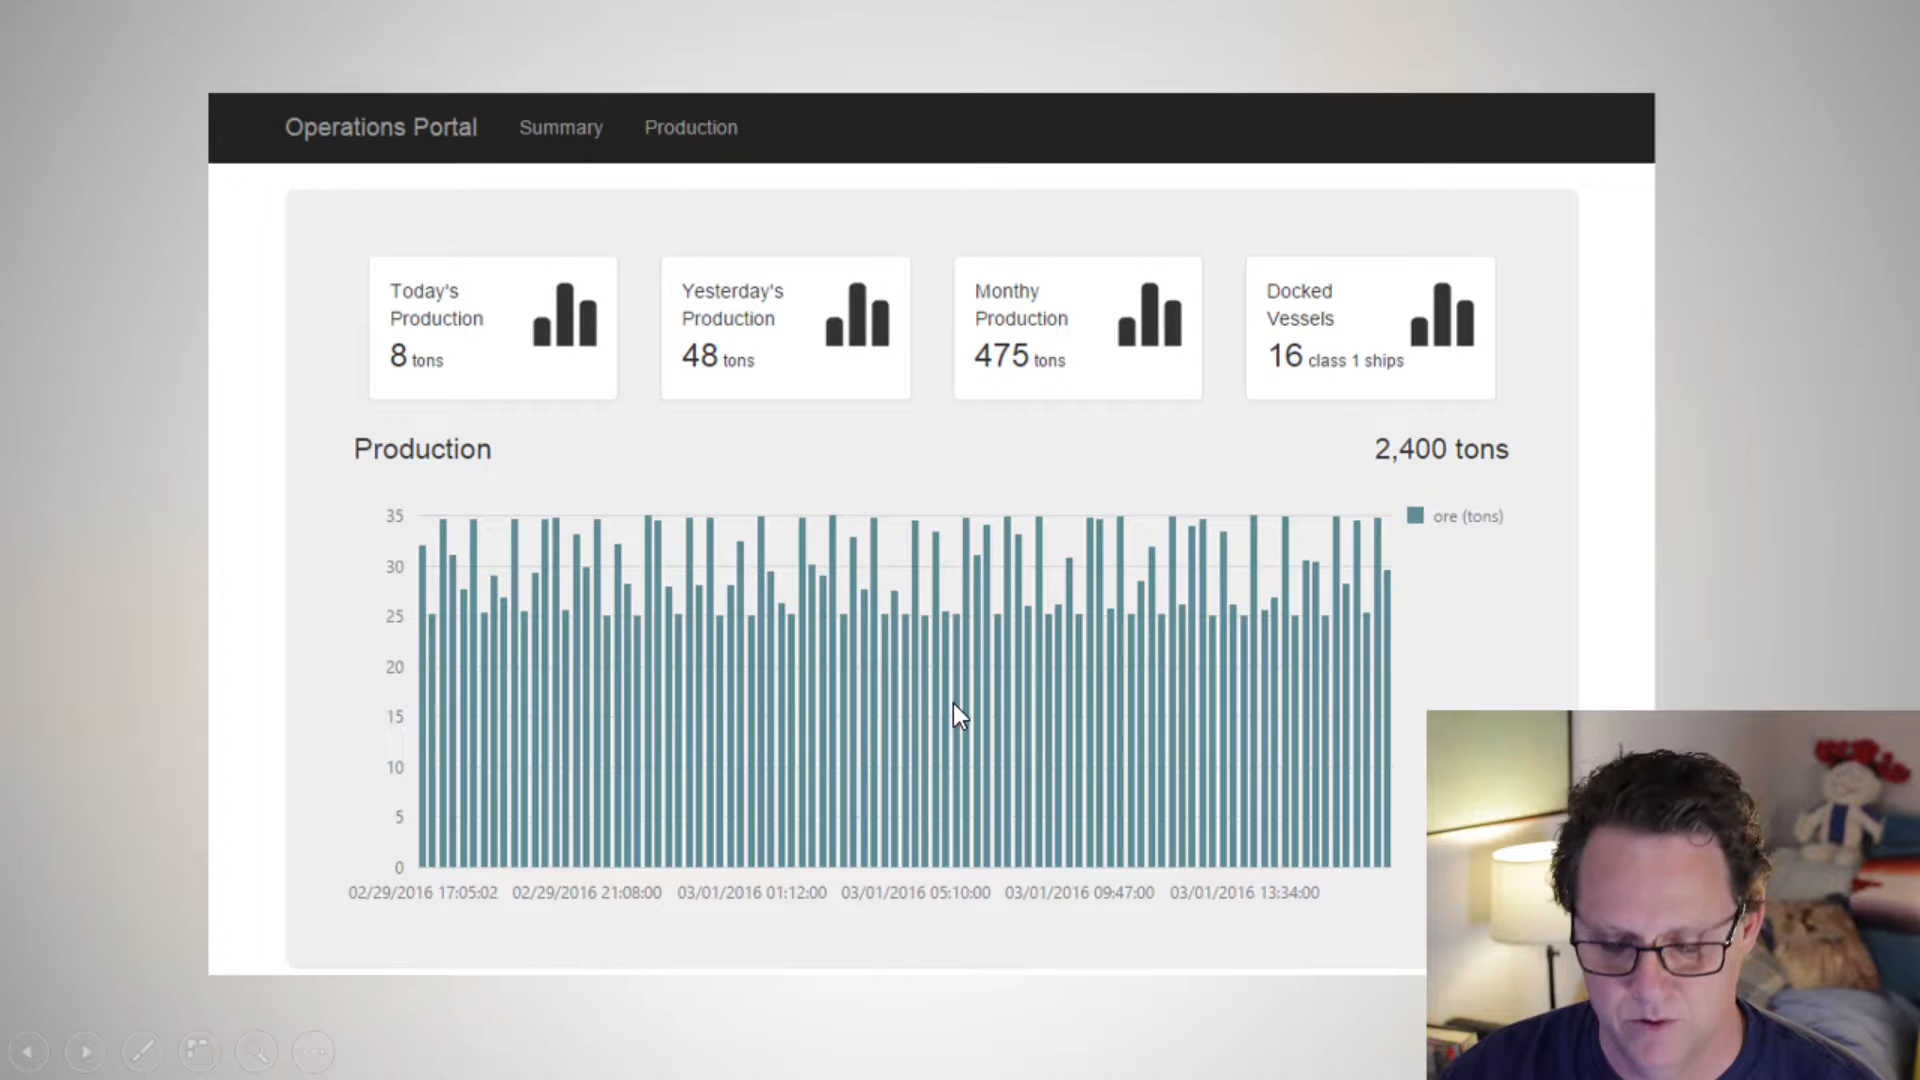 Operations Portal Summary Production
Today's
Production
8 tons
Yesterday's
Production
48 tons
Monthy
Production
475 tons
Docked
Vessels
16 class 1 ships
Production
2,400 tons
ore (tons)
35
30
25
20
15
10
5
0
02/29/2016 17:05:02 02/29/2016 21:08:00 03/01/2016 01:12:00 03/01/2016 05:10:00 03/01/2016 09:47:00 03/01/2016 13:34:00